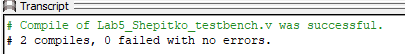 Transcript
# Compile of Lab5_Shepitko_testbench.v was successful.
# 2 compiles, 0 failed with no errors.